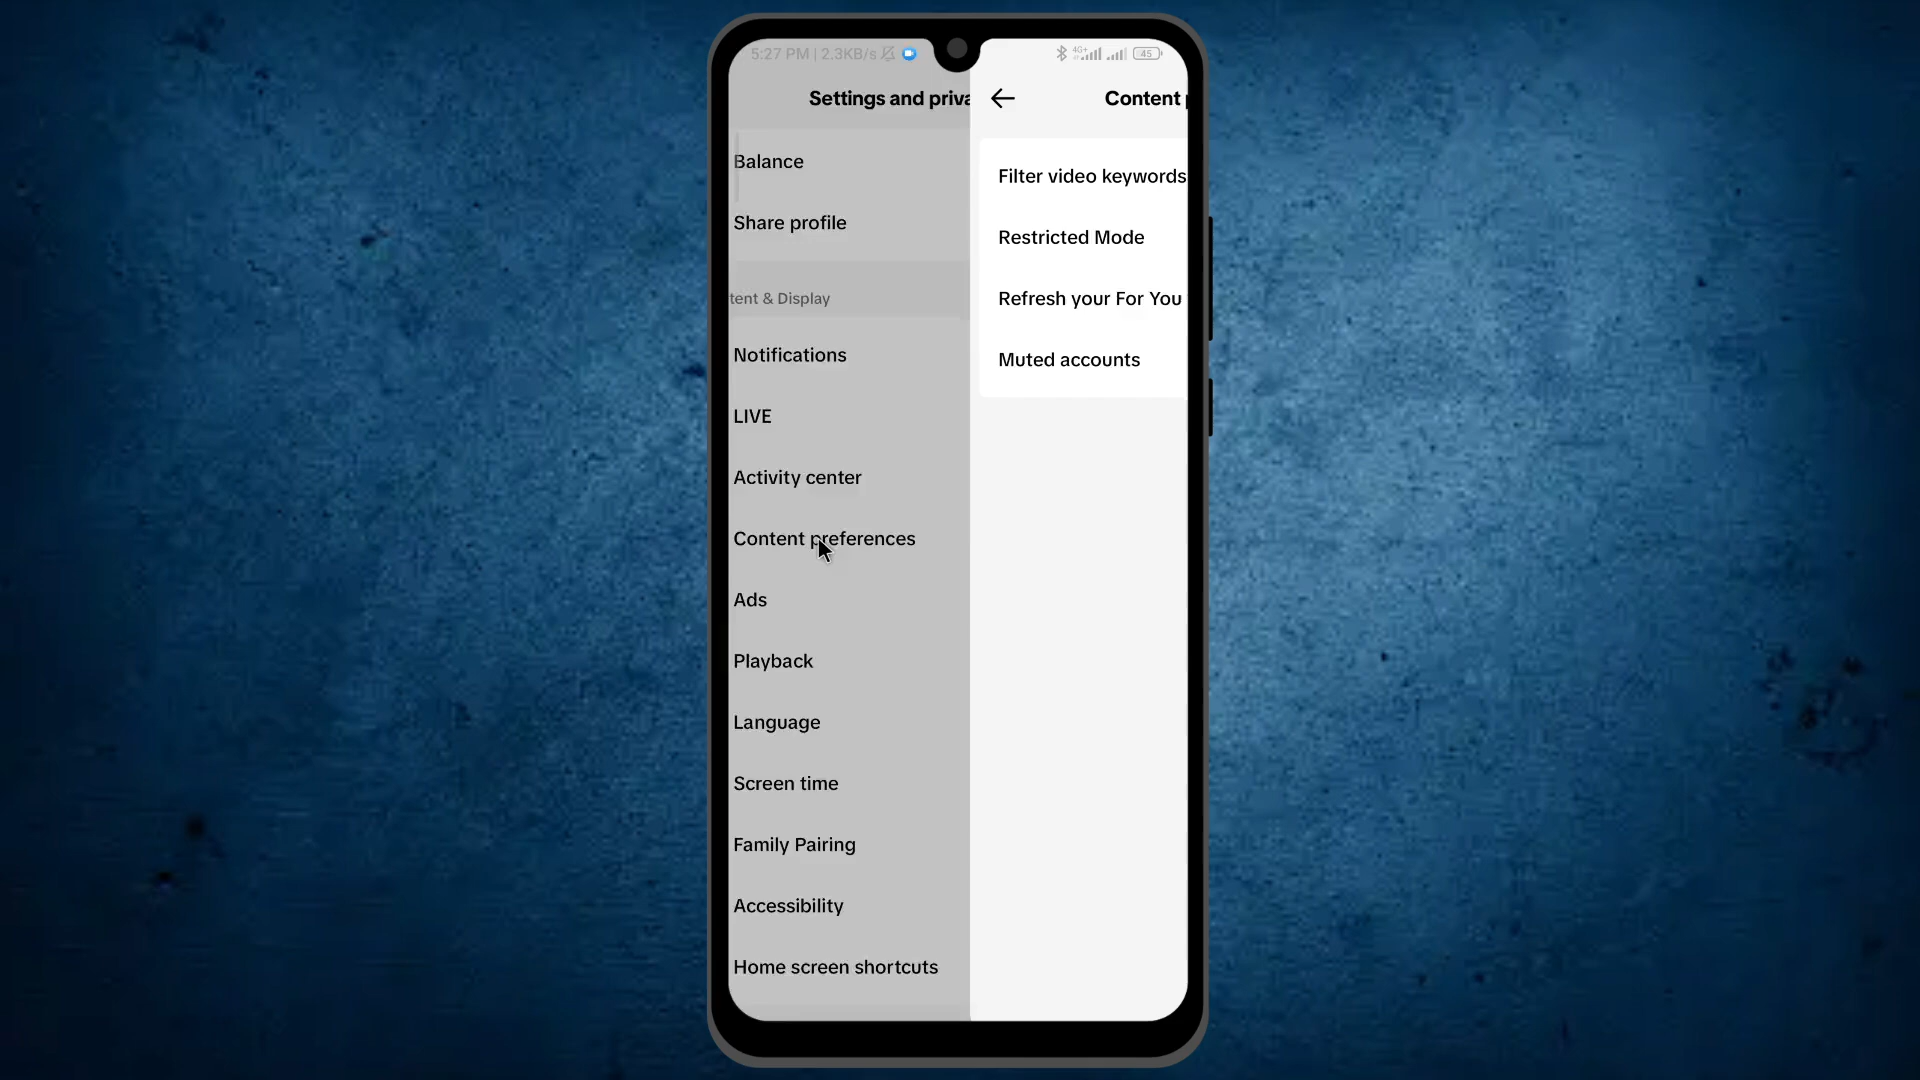 5:27 PM | 2.3KB/s
4G+
45
Settings and priva
Balance
Share profile
tent & Display
Notifications
LIVE
Activity center
Content preferences
Ads
Playback
Language
Screen time
Family Pairing
Accessibility
Home screen shortcuts
Content p
Filter video keywords
Restricted Mode
Refresh your For You
Muted accounts